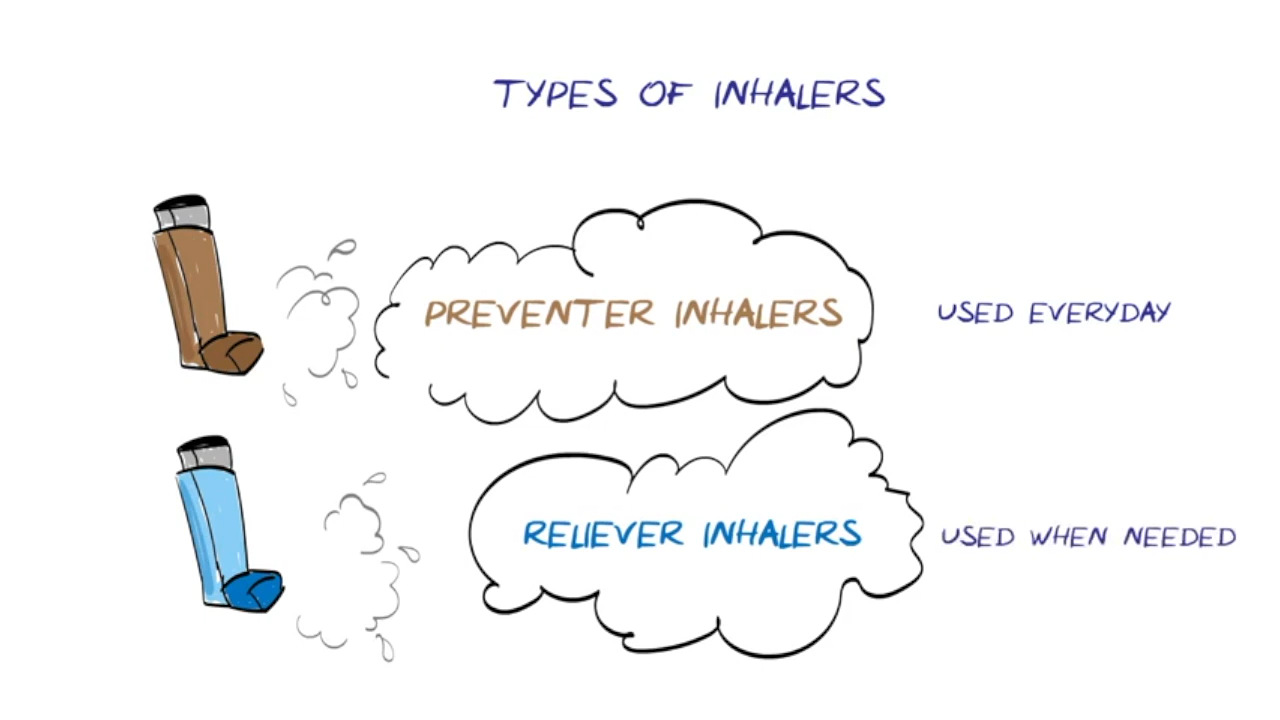 TYPES OF INHALERS
PREVENTER INHALERS
USED EVERYDAY
RELIEVER INHALERS
USED WHEN NEEDED